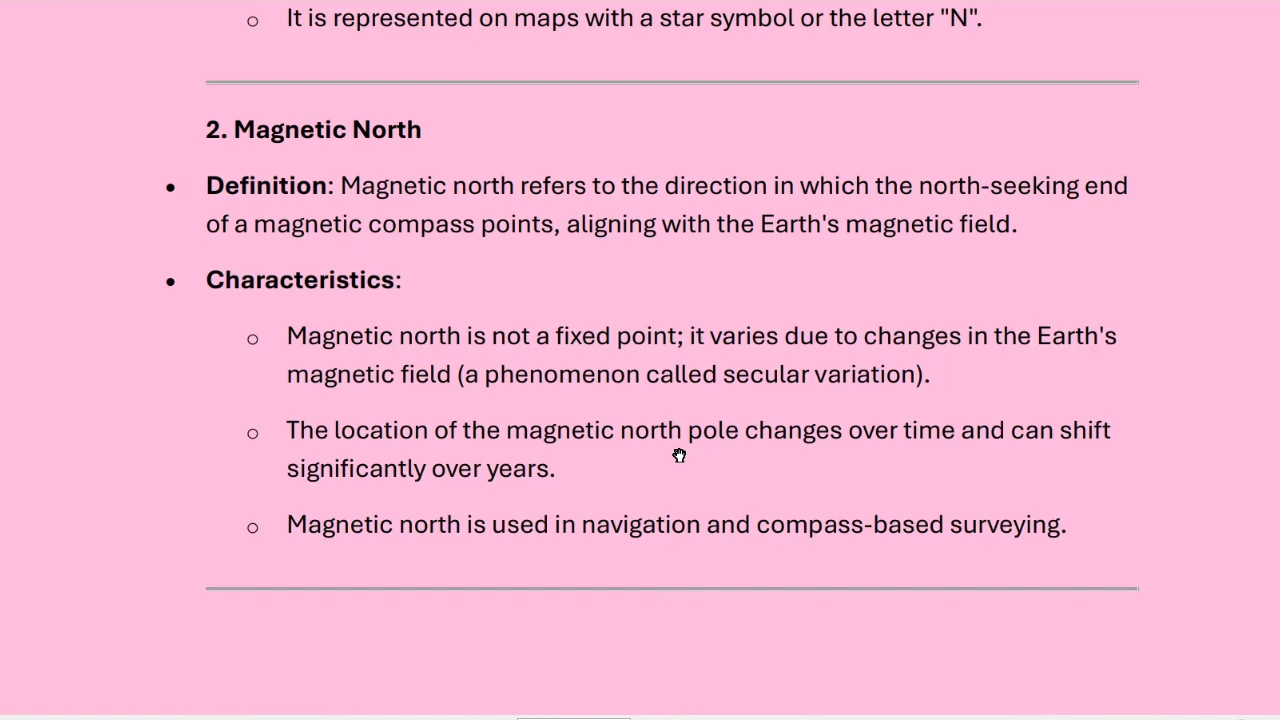 o It is represented on maps with a star symbol or the letter "N".
2. Magnetic North
• Definition: Magnetic north refers to the direction in which the north-seeking end
of a magnetic compass points, aligning with the Earth's magnetic field.
• Characteristics:
o Magnetic north is not a fixed point; it varies due to changes in the Earth's
magnetic field (a phenomenon called secular variation).
o The location of the magnetic north pole changes over time and can shift
significantly over years.
o Magnetic north is used in navigation and compass-based surveying.